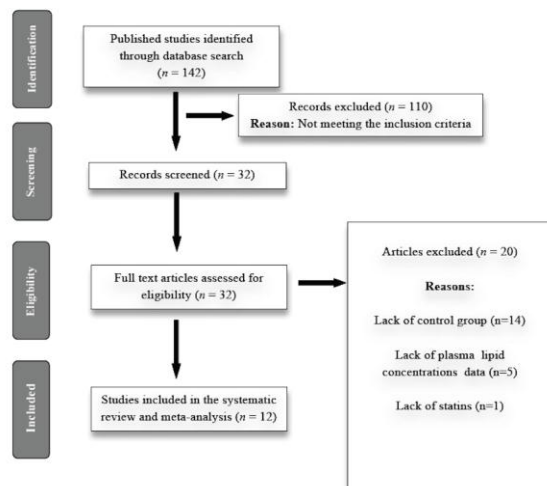 Identification
Published studies identified
through database search
(n = 142)
Records excluded (n = 110)
Reason: Not meeting the inclusion criteria
Screening
Records screened (n = 32)
Eligibility
Full text articles assessed for
eligibility (n = 32)
Articles excluded (n = 20)
Reasons:
Lack of control group (n=14)
Lack of plasma lipid
concentrations data (n=5)
Lack of statins (n=1)
Included
Studies included in the systematic
review and meta-analysis (n = 12)